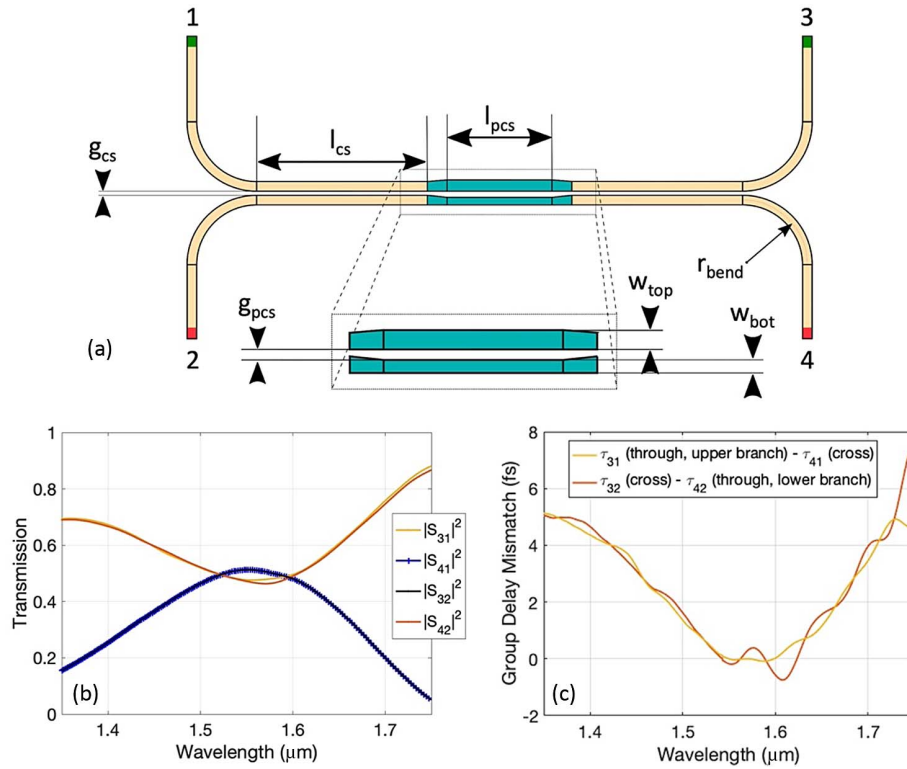 1
3
l_cs
l_pcs
g_cs
r_bend
g_pcs
w_top
w_bot
(a)
2
4
1
0.8
0.6
0.4
0.2
Transmission
|S_31|²
|S_41|²
|S_32|²
|S_42|²
(b)
1.4
1.5
1.6
1.7
Wavelength (μm)
8
6
4
2
0
-2
Group Delay Mismatch (fs)
τ_31 (through, upper branch) - τ_41 (cross)
τ_32 (cross) - τ_42 (through, lower branch)
(c)
1.4
1.5
1.6
1.7
Wavelength (μm)